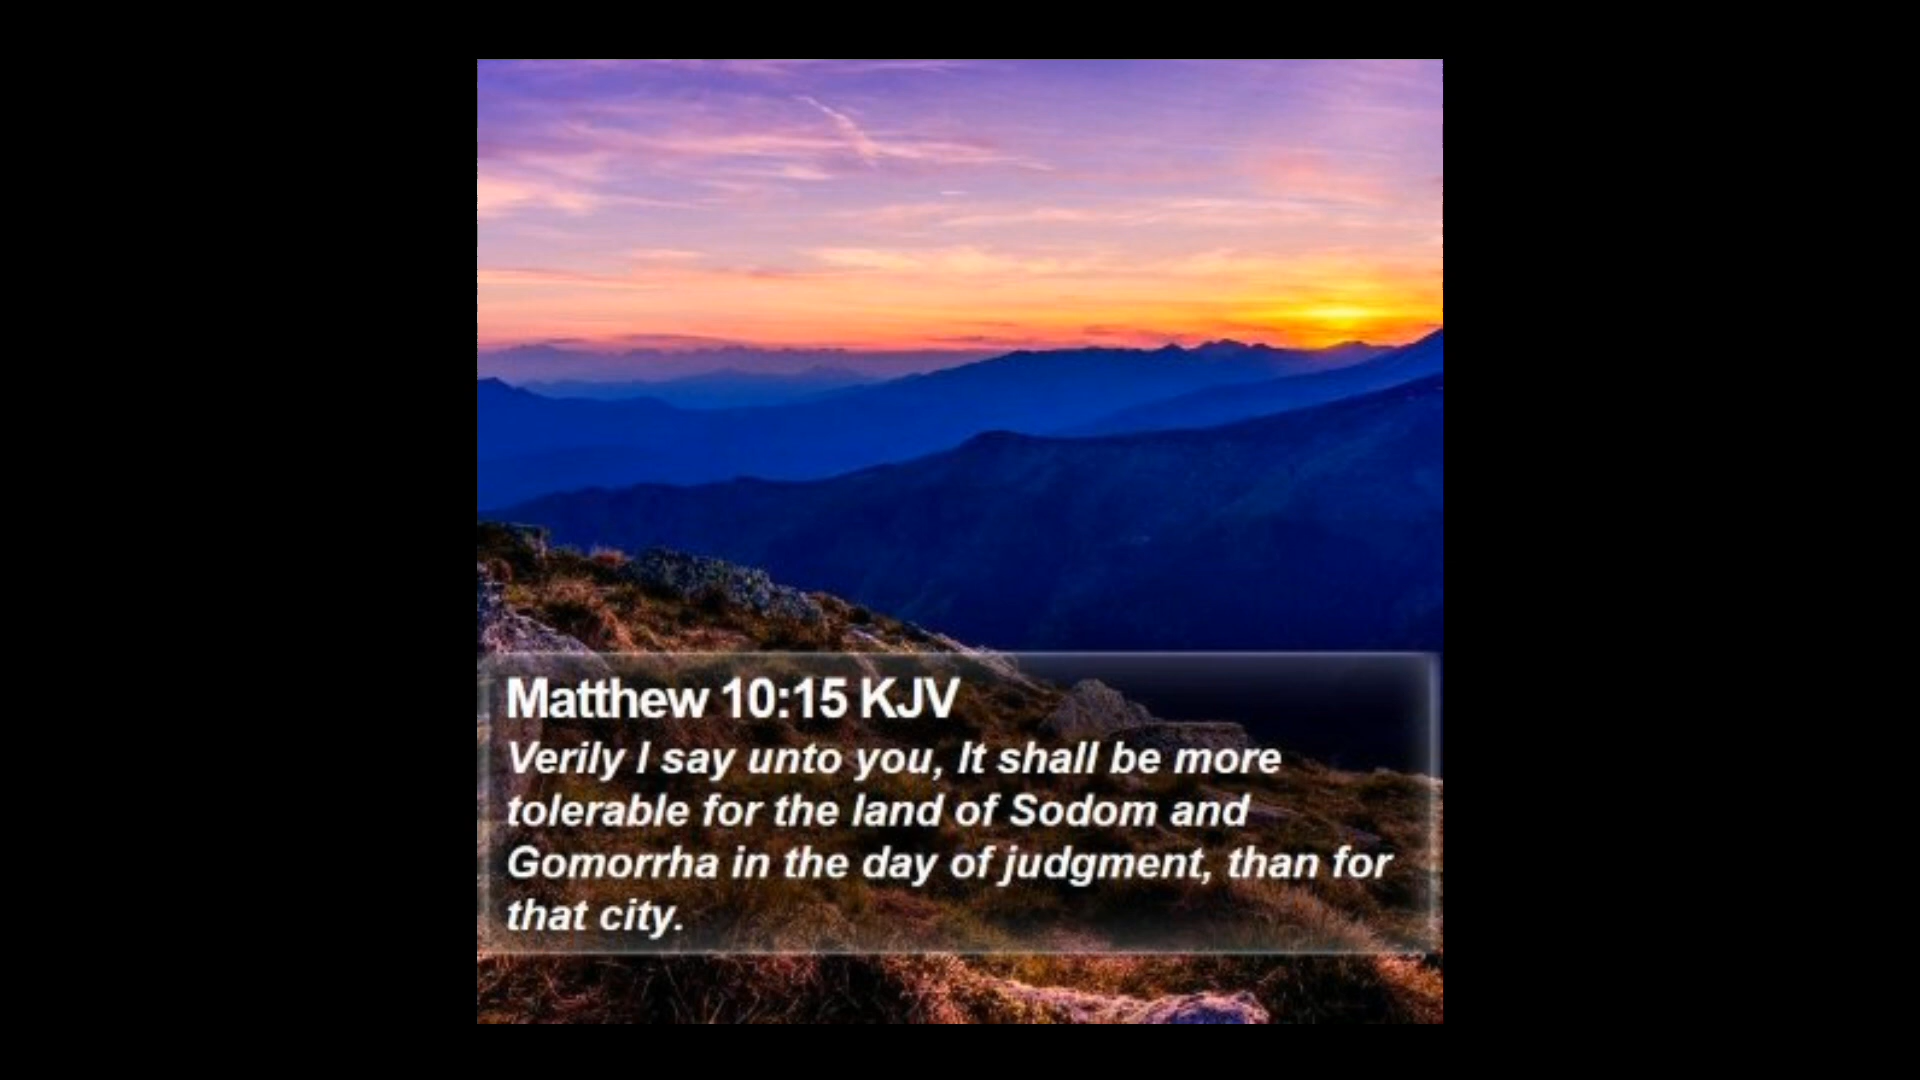 Matthew 10:15 KJV
Verily I say unto you, It shall be more
tolerable for the land of Sodom and
Gomorrha in the day of judgment, than for
that city.